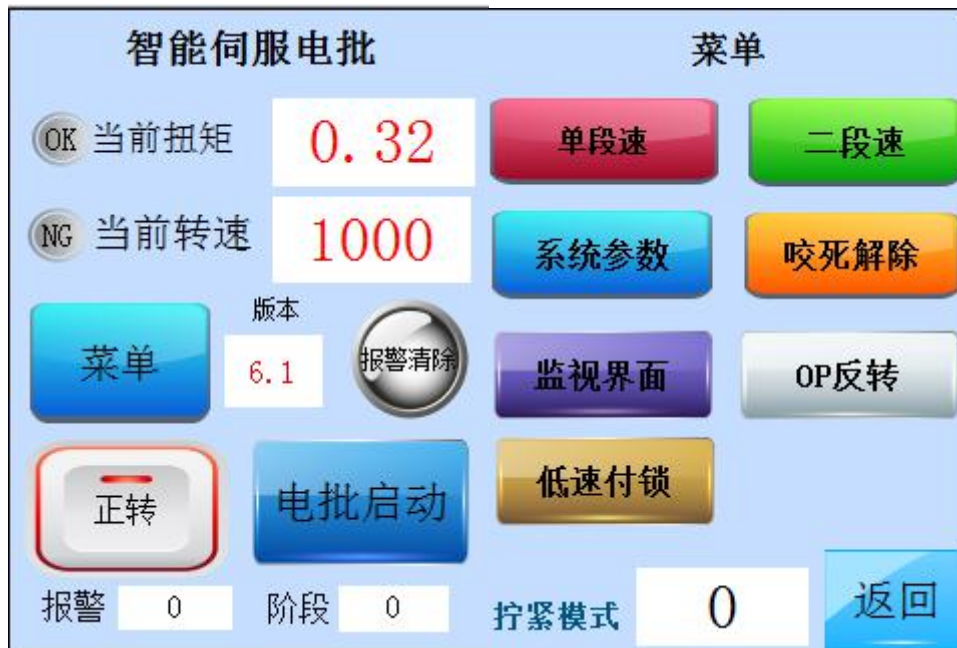 智能伺服电批
OK 当前扭矩 0.32
NG 当前转速 1000
版本
菜单 6.1 报警清除
正转 电批启动
报警 0 阶段 0
菜单
单段速 二段速
系统参数 咬死解除
监视界面 OP反转
低速付锁
拧紧模式 0 返回